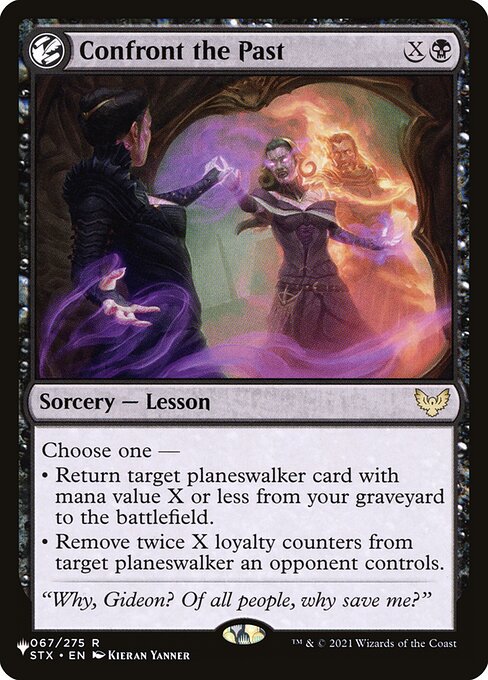 Confront the Past X
Sorcery — Lesson
Choose one —
• Return target planeswalker card with
mana value X or less from your graveyard
to the battlefield.
• Remove twice X loyalty counters from
target planeswalker an opponent controls.
“Why, Gideon? Of all people, why save me?”
067/275 R
STX • EN KIERAN YANNER ™ & © 2021 Wizards of the Coast